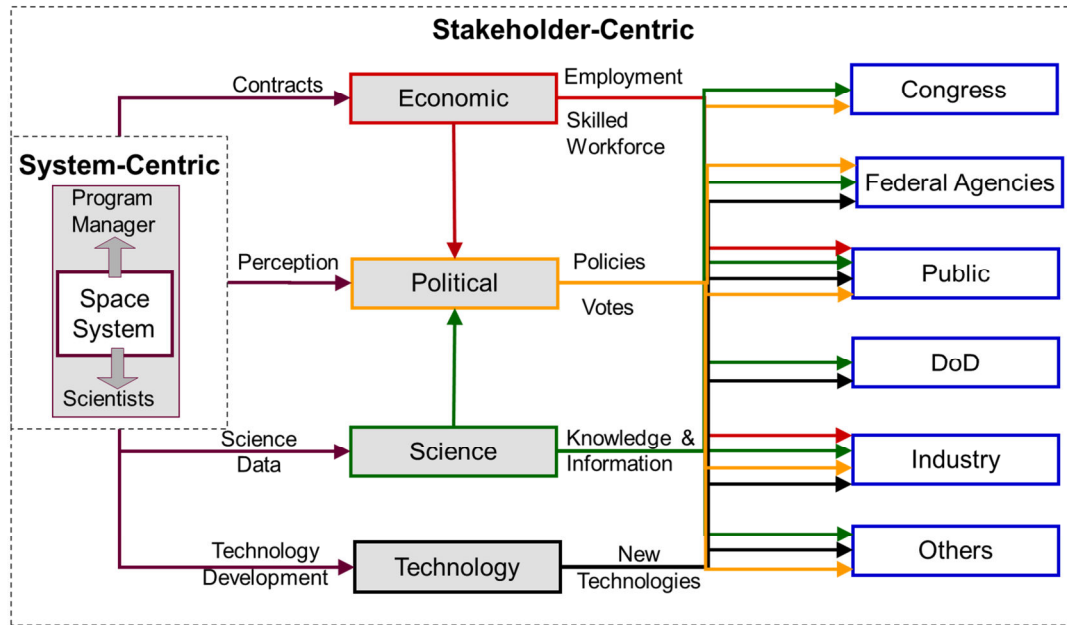 Stakeholder-Centric
Contracts
Economic
Employment
Skilled
Workforce
Congress
System-Centric
Program
Manager
Space
System
Scientists
Federal Agencies
Perception
Political
Policies
Votes
Public
DoD
Science
Data
Science
Knowledge &
Information
Industry
Technology
Development
Technology
New
Technologies
Others